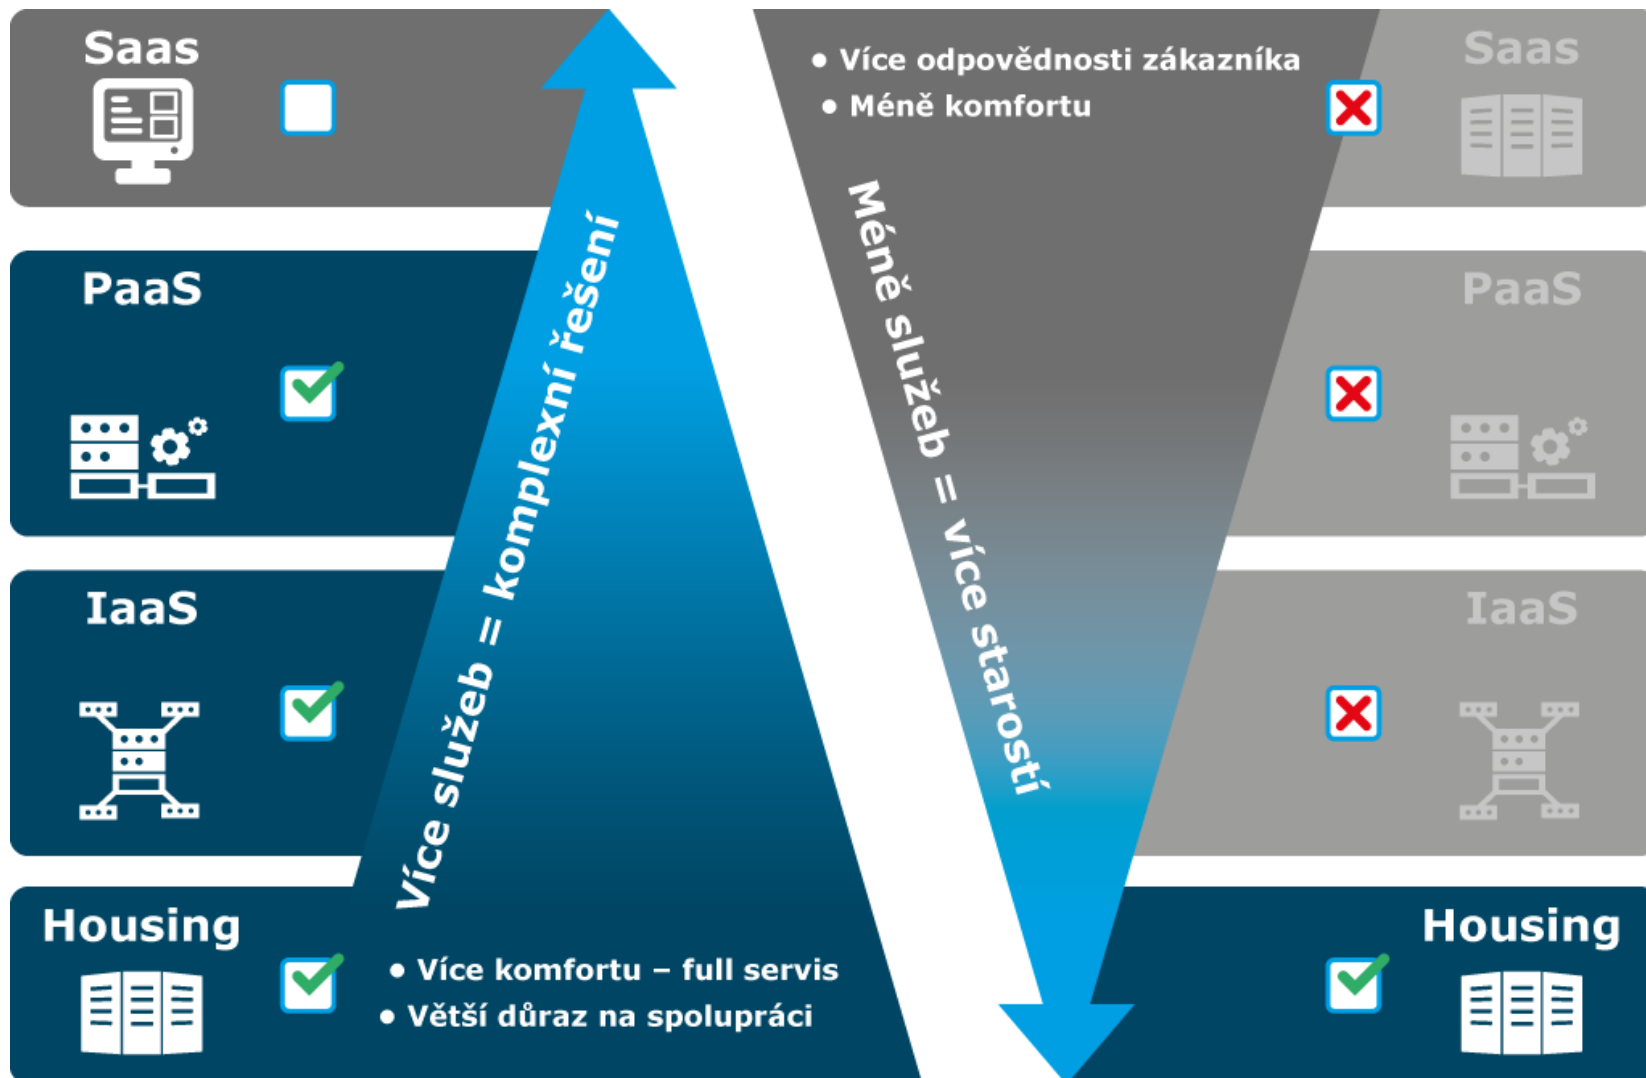 Saas
PaaS
IaaS
Housing
Více služeb = komplexní řešení
• Více komfortu – full servis
• Větší důraz na spolupráci
• Více odpovědnosti zákazníka
• Méně komfortu
Méně služeb = více starostí
Saas
PaaS
IaaS
Housing